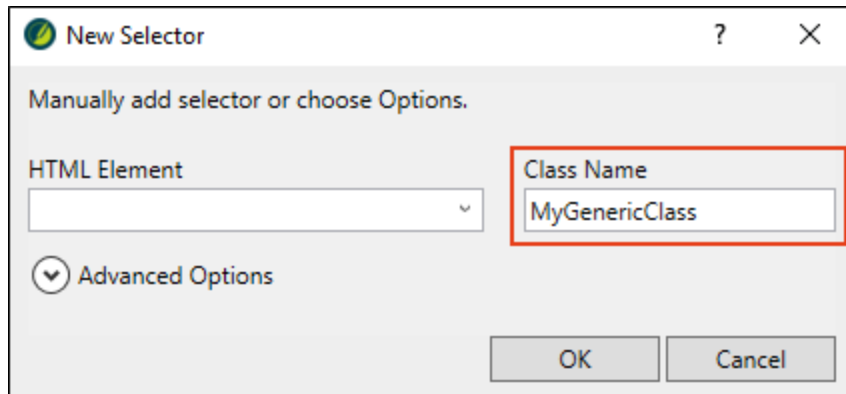 New Selector ?
Manually add selector or choose Options.
HTML Element Class Name
MyGenericClass
Advanced Options
OK Cancel